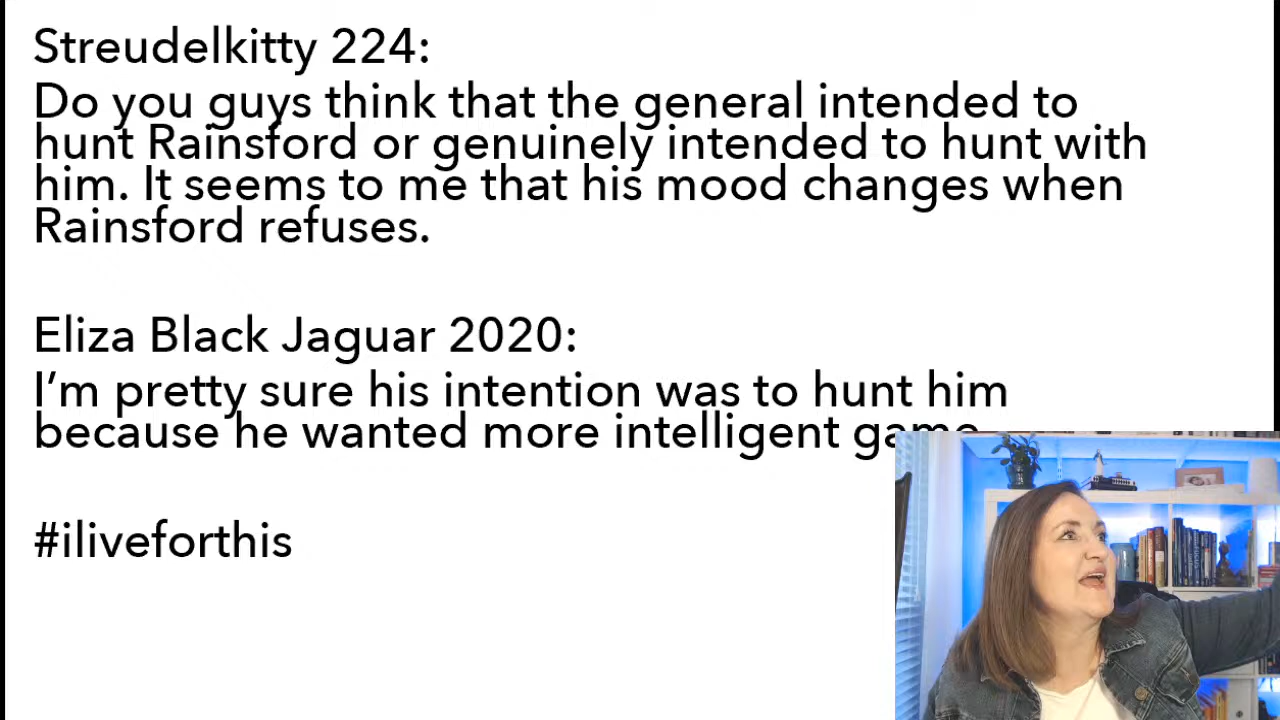 Streudelkitty 224:
Do you guys think that the general intended to
hunt Rainsford or genuinely intended to hunt with
him. It seems to me that his mood changes when
Rainsford refuses.
Eliza Black Jaguar 2020:
I’m pretty sure his intention was to hunt him
because he wanted more intelligent game
#iliveforthis